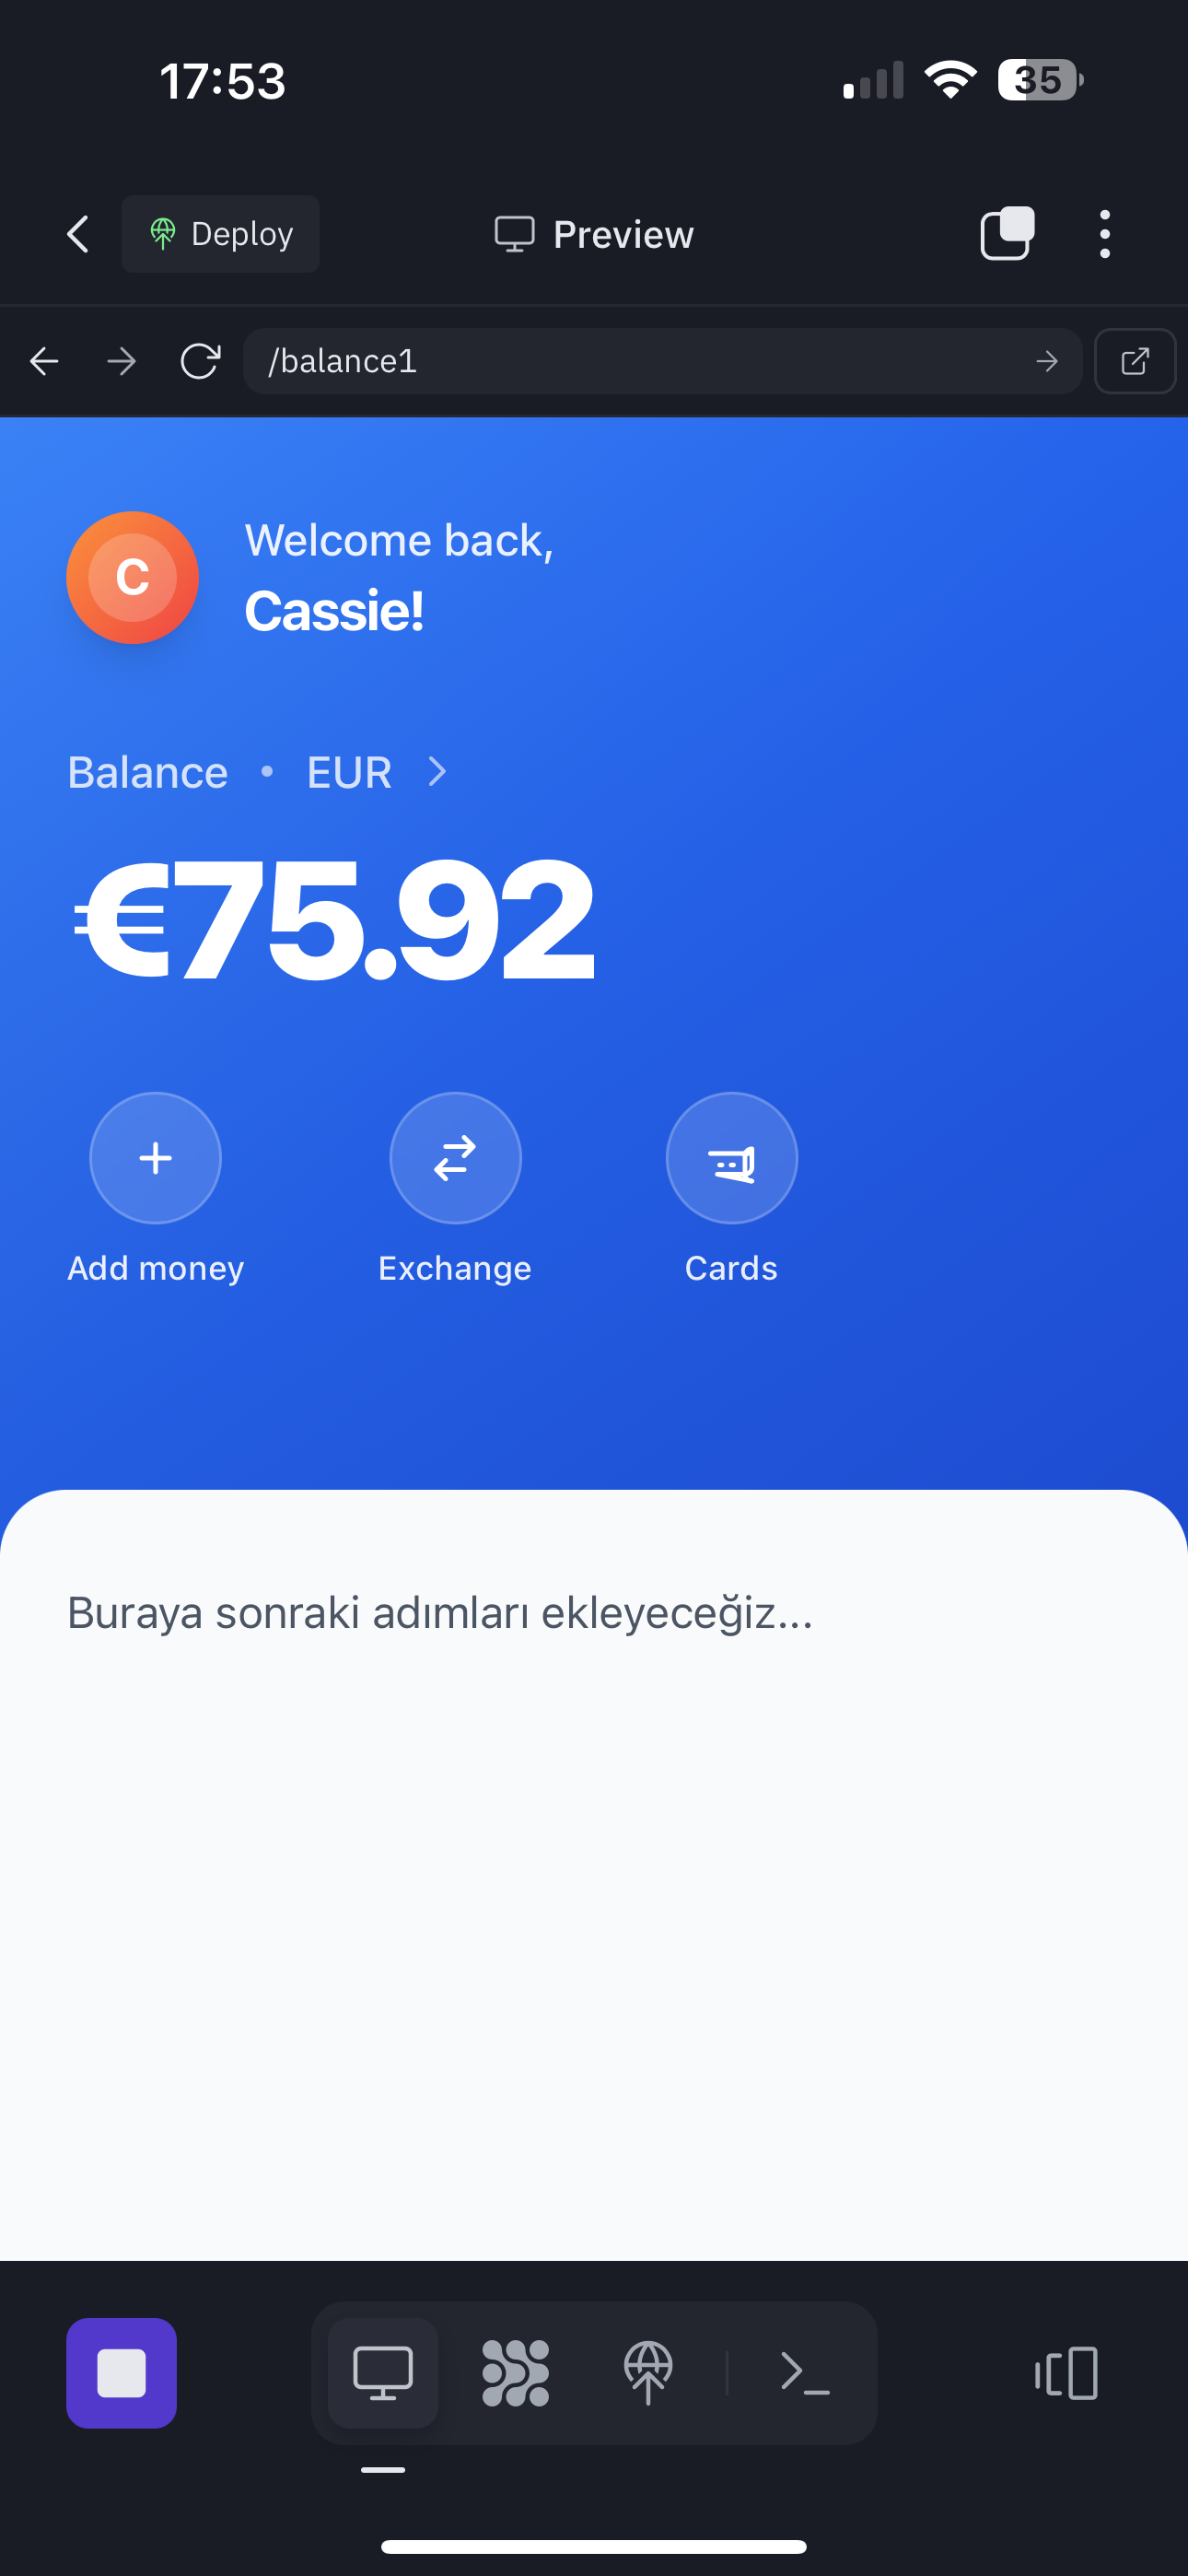 17:53
35
Deploy
Preview
/balance1
C
Welcome back,
Cassie!
Balance • EUR
€75.92
Add money
Exchange
Cards
Buraya sonraki adımları ekleyeceğiz...